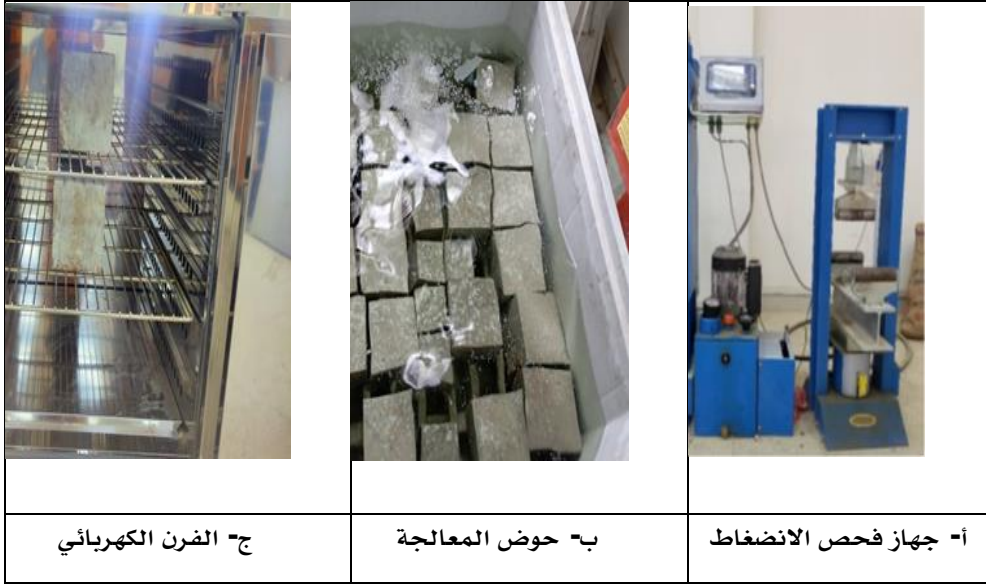 أ- جهاز فحص الانضغاط
ب- حوض المعالجة
ج- الفرن الكهربائي